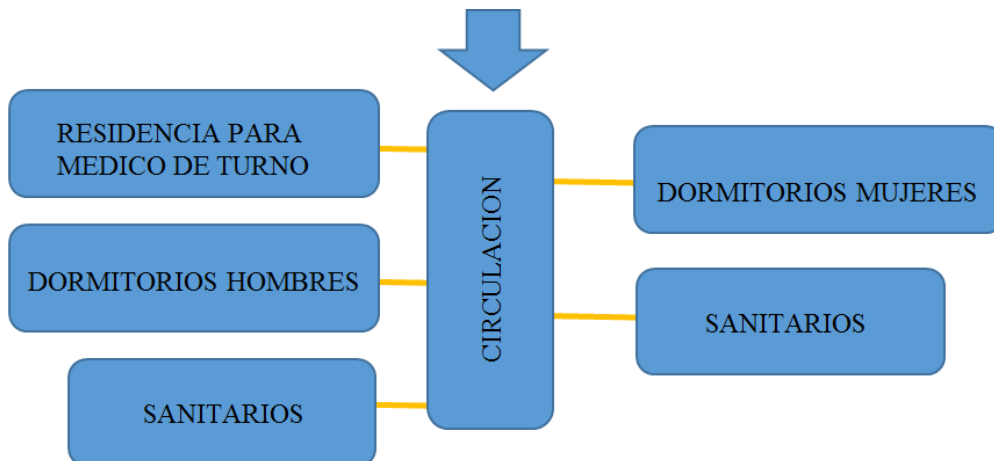 RESIDENCIA PARA
MEDICO DE TURNO
DORMITORIOS HOMBRES
SANITARIOS
CIRCULACION
DORMITORIOS MUJERES
SANITARIOS